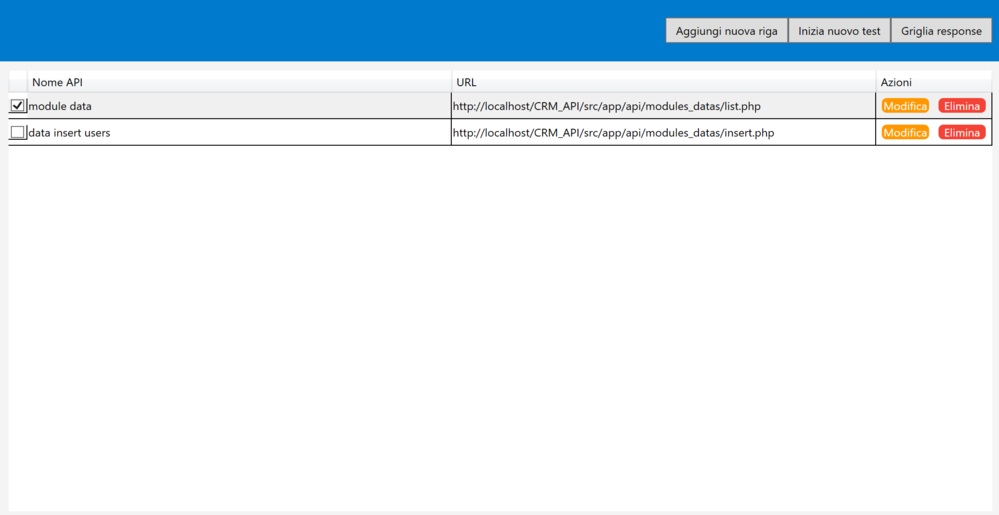 Aggiungi nuova riga Inizia nuovo test Griglia response
Nome API URL Azioni
module data http://localhost/CRM_API/src/app/api/modules_datas/list.php Modifica Elimina
data insert users http://localhost/CRM_API/src/app/api/modules_datas/insert.php Modifica Elimina